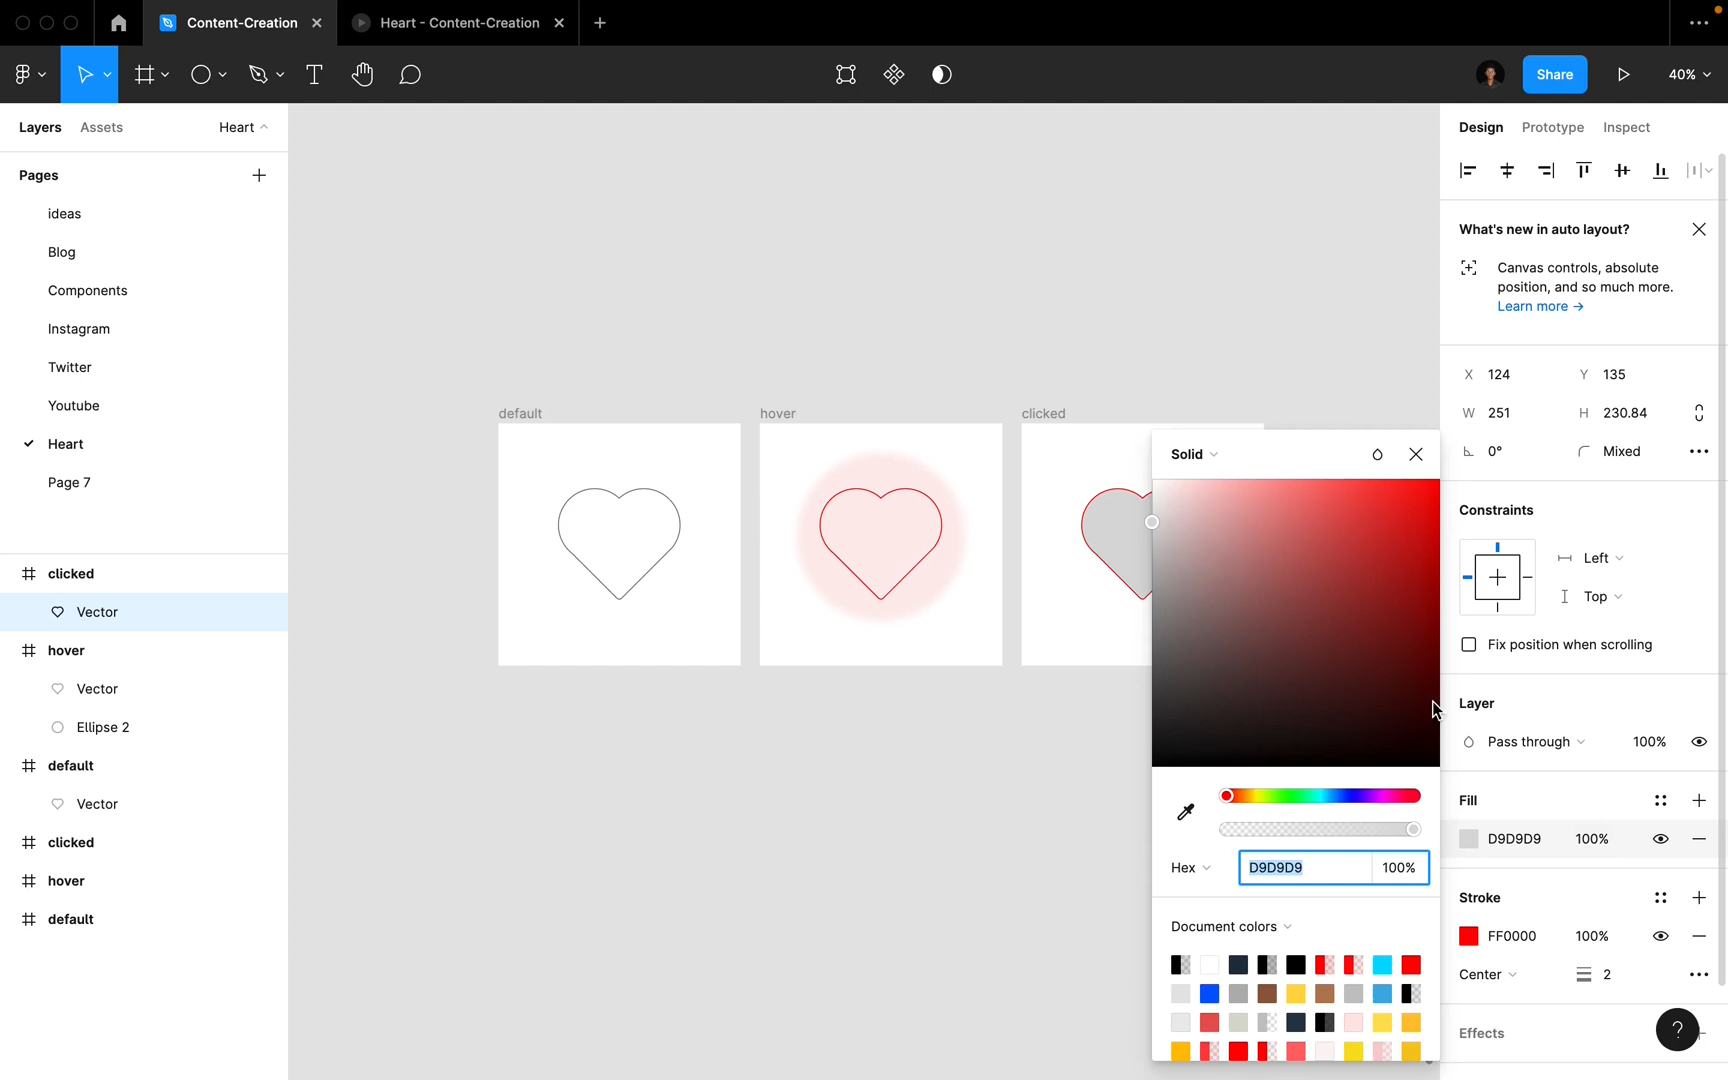 Content-Creation
Heart - Content-Creation
Share
40%
Layers
Assets
Heart
Pages
ideas
Blog
Components
Instagram
Twitter
Youtube
Heart
Page 7
clicked
Vector
hover
Vector
Ellipse 2
default
Vector
clicked
hover
default
default
hover
clicked
Solid
Hex
D9D9D9
100%
Document colors
Design
Prototype
Inspect
What's new in auto layout?
Canvas controls, absolute
position, and so much more.
Learn more →
X 124
Y 135
W 251
H 230.84
0°
Mixed
Constraints
Left
Top
Fix position when scrolling
Layer
Pass through
100%
Fill
D9D9D9
100%
Stroke
FF0000
100%
Center
2
Effects
?